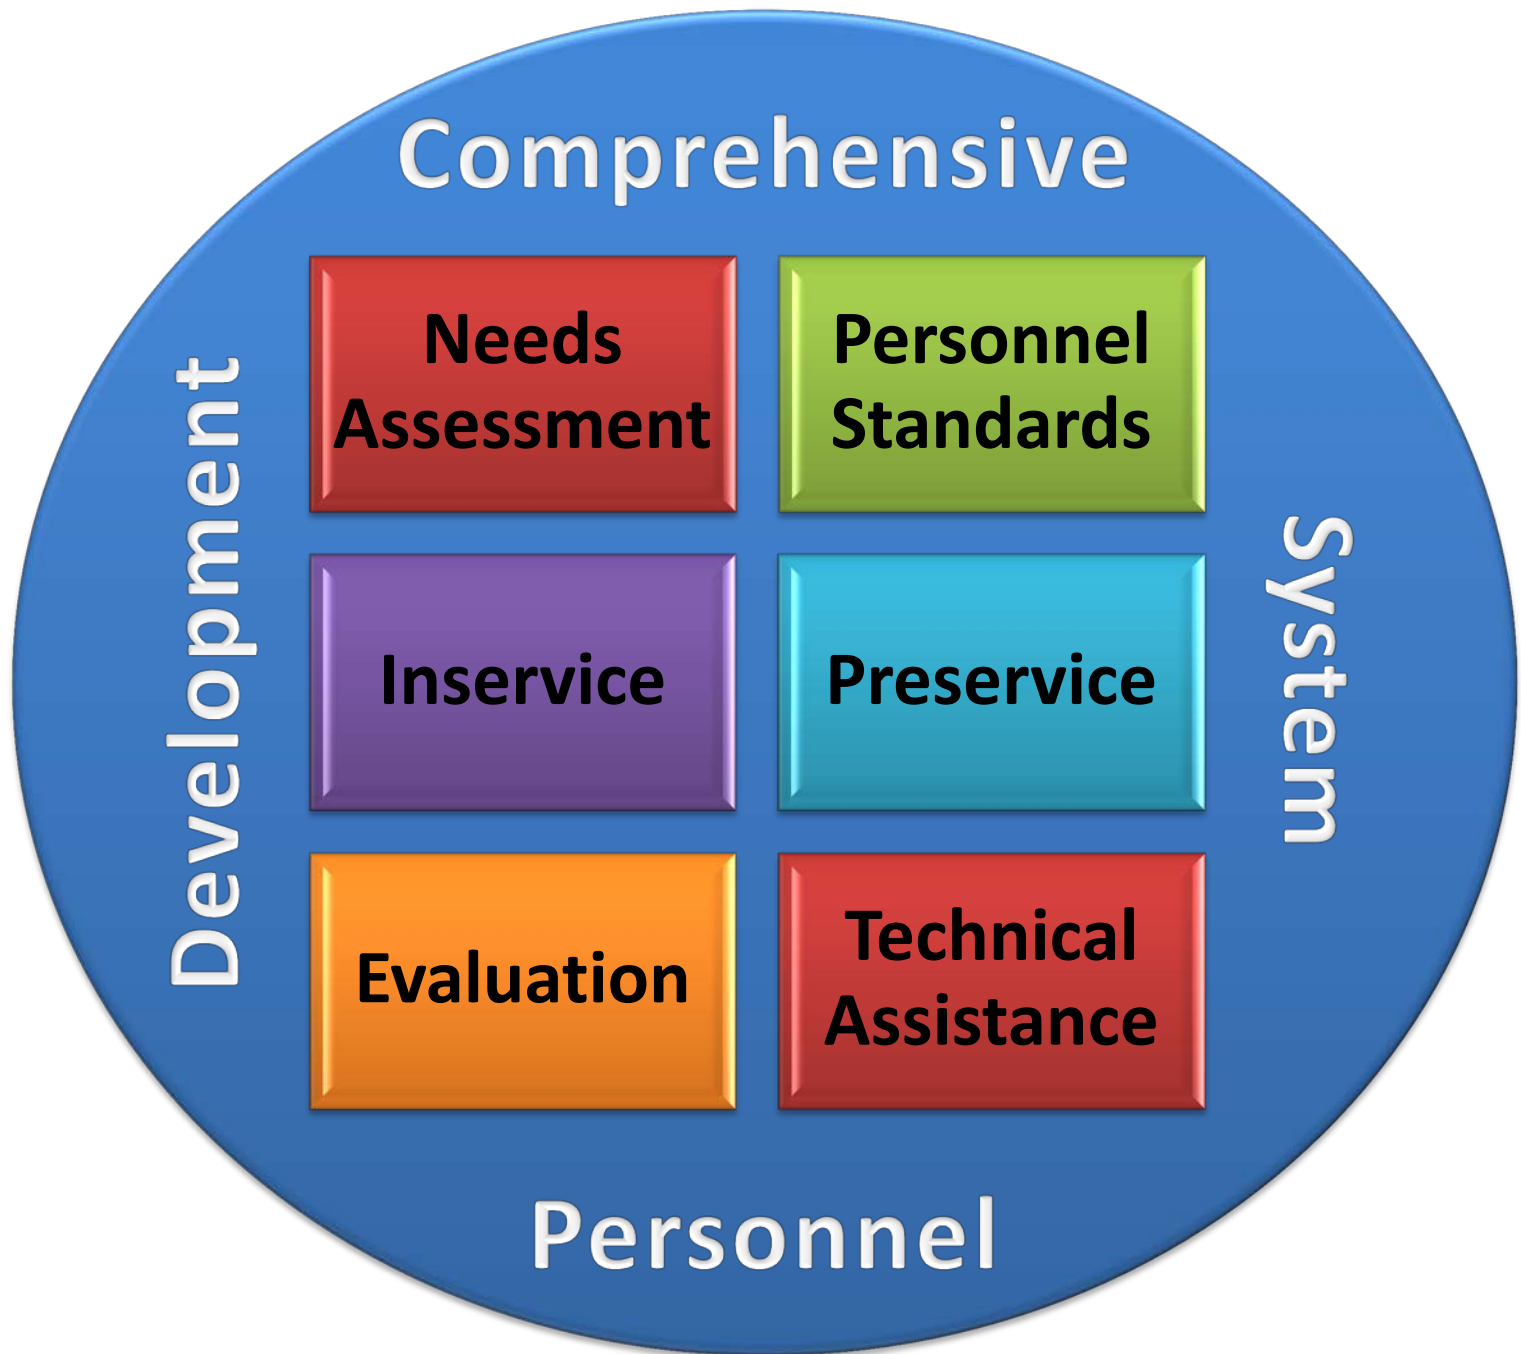 Comprehensive
Needs
Assessment
Personnel
Standards
Development
System
Inservice
Preservice
Evaluation
Technical
Assistance
Personnel